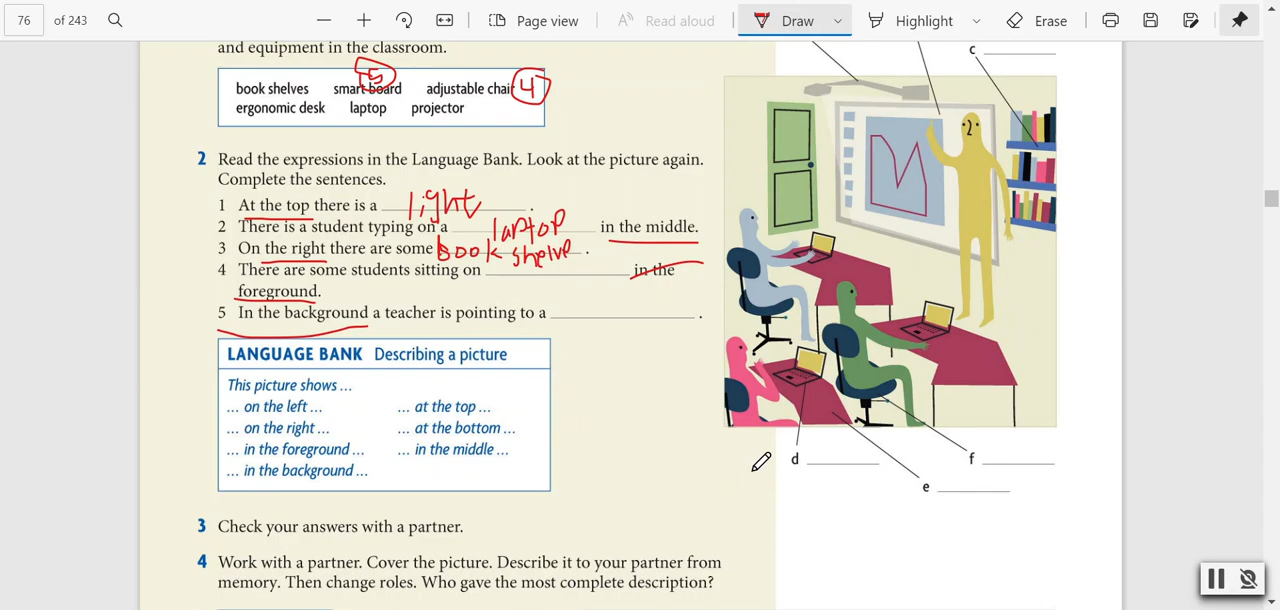 76 of 243 Page view Read aloud Draw Highlight Erase
and equipment in the classroom.
c
5 4
book shelves smart board adjustable chair
ergonomic desk laptop projector
2 Read the expressions in the Language Bank. Look at the picture again.
Complete the sentences.
1 At the top there is a light .
2 There is a student typing on a laptop in the middle.
3 On the right there are some book shelve .
4 There are some students sitting on in the
foreground.
5 In the background a teacher is pointing to a .
LANGUAGE BANK Describing a picture
This picture shows ...
... on the left ... ... at the top ...
... on the right ... ... at the bottom ...
... in the foreground ... ... in the middle ...
... in the background ...
d f
e
3 Check your answers with a partner.
4 Work with a partner. Cover the picture. Describe it to your partner from
memory. Then change roles. Who gave the most complete description?